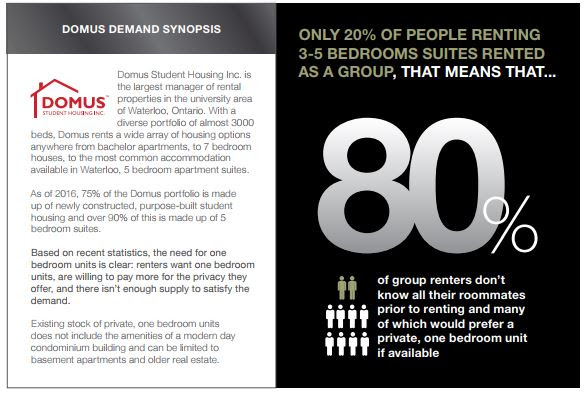 DOMUS DEMAND SYNOPSIS
DOMUS™
STUDENT HOUSING INC.
Domus Student Housing Inc. is
the largest manager of rental
properties in the university area
of Waterloo, Ontario. With a
diverse portfolio of almost 3000
beds, Domus rents a wide array of housing options
anywhere from bachelor apartments, to 7 bedroom
houses, to the most common accommodation
available in Waterloo, 5 bedroom apartment suites.
As of 2016, 75% of the Domus portfolio is made
up of newly constructed, purpose-built student
housing and over 90% of this is made up of 5
bedroom suites.
Based on recent statistics, the need for one
bedroom units is clear: renters want one bedroom
units, are willing to pay more for the privacy they
offer, and there isn't enough supply to satisfy the
demand.
Existing stock of private, one bedroom units
does not include the amenities of a modern day
condominium building and can be limited to
basement apartments and older real estate.
ONLY 20% OF PEOPLE RENTING
3-5 BEDROOMS SUITES RENTED
AS A GROUP, THAT MEANS THAT...
80%
of group renters don't
know all their roommates
prior to renting and many
of which would prefer a
private, one bedroom unit
if available